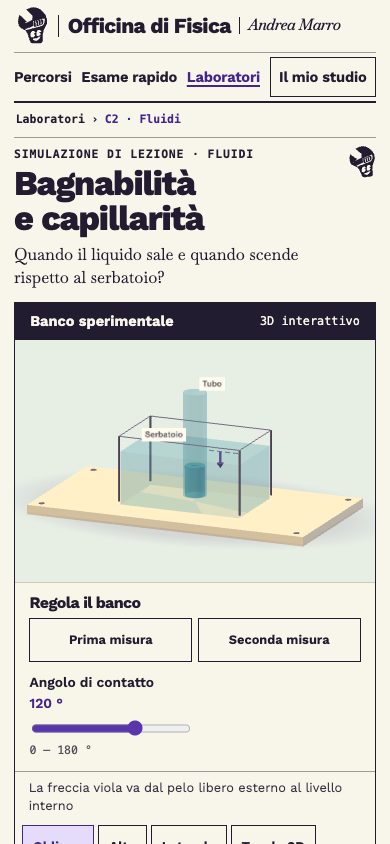 Officina di Fisica | Andrea Marro
Percorsi Esame rapido Laboratori Il mio studio
Laboratori › C2 · Fluidi
SIMULAZIONE DI LEZIONE · FLUIDI
Bagnabilità
e capillarità
Quando il liquido sale e quando scende
rispetto al serbatoio?
Banco sperimentale 3D interattivo
Tubo
Serbatoio
Regola il banco
Prima misura Seconda misura
Angolo di contatto
120 °
0 — 180 °
La freccia viola va dal pelo libero esterno al livello
interno